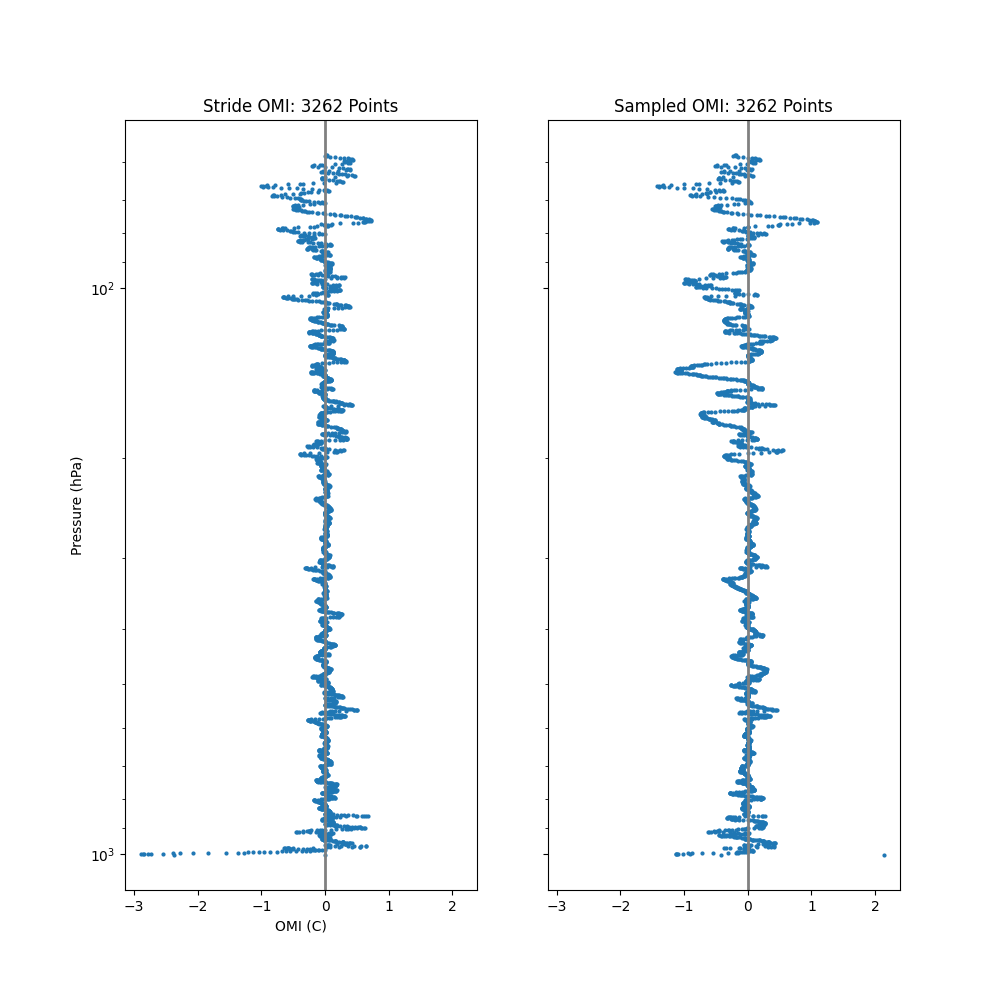 Stride OMI: 3262 Points
Sampled OMI: 3262 Points
Pressure (hPa)
10²
10³
−3 −2 −1 0 1 2
−3 −2 −1 0 1 2
OMI (C)